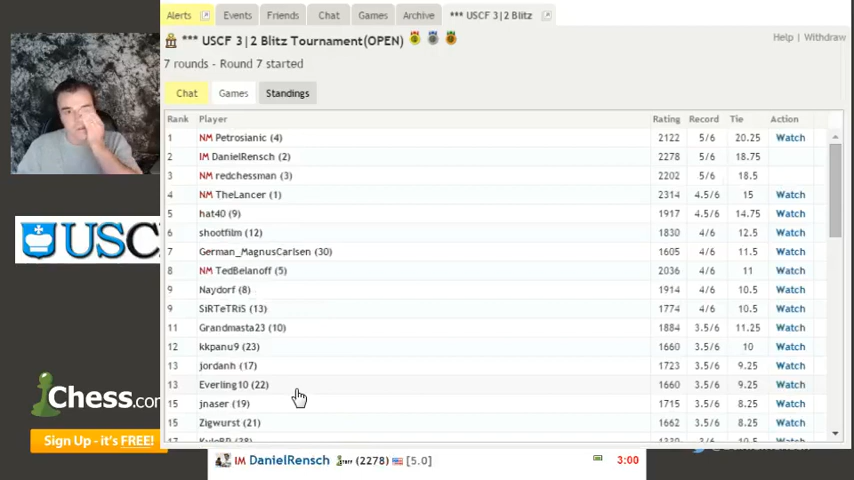 Alerts Events Friends Chat Games Archive *** USCF 3|2 Blitz
*** USCF 3|2 Blitz Tournament(OPEN)
Help | Withdraw
7 rounds - Round 7 started
Chat Games Standings
Rank Player Rating Record Tie Action
1 NM Petrosianic (4) 2122 5/6 20.25 Watch
2 IM DanielRensch (2) 2278 5/6 18.75
3 NM redchessman (3) 2202 5/6 18.5
4 NM TheLancer (1) 2314 4.5/6 15 Watch
5 hat40 (9) 1917 4.5/6 14.75 Watch
6 shootfilm (12) 1830 4/6 12.5 Watch
7 German_MagnusCarlsen (30) 1605 4/6 11.5 Watch
8 NM TedBelanoff (5) 2036 4/6 11 Watch
9 Naydorf (8) 1914 4/6 10.5 Watch
9 SiRTeTRiS (13) 1774 4/6 10.5 Watch
11 Grandmasta23 (10) 1884 3.5/6 11.25 Watch
12 kkpanu9 (23) 1660 3.5/6 10 Watch
13 jordanh (17) 1723 3.5/6 9.25 Watch
13 Everling10 (22) 1660 3.5/6 9.25 Watch
15 jnaser (19) 1715 3.5/6 8.25 Watch
15 Zigwurst (21) 1662 3.5/6 8.25 Watch
USC
Chess.co
Sign Up - it's FREE!
IM DanielRensch (2278) [5.0] 3:00